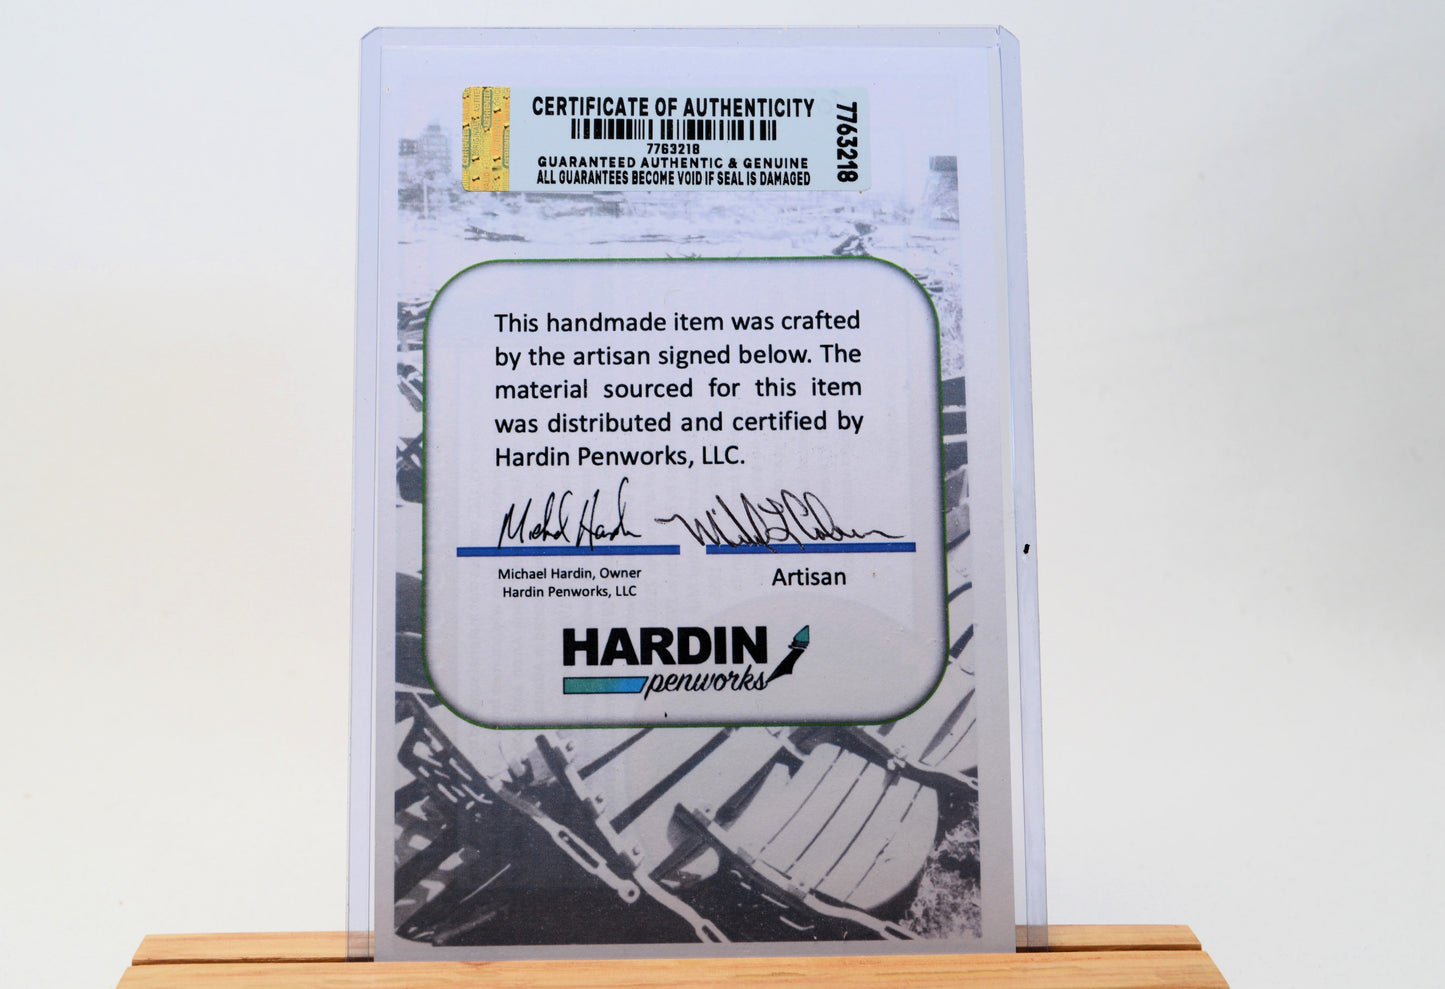 CERTIFICATE OF AUTHENTICITY
7763218
7763218
GUARANTEED AUTHENTIC & GENUINE
ALL GUARANTEES BECOME VOID IF SEAL IS DAMAGED
This handmade item was crafted
by the artisan signed below. The
material sourced for this item
was distributed and certified by
Hardin Penworks, LLC.
Michael Hardin
Michael Hardin, Owner
Hardin Penworks, LLC
Artisan
HARDIN
penworks